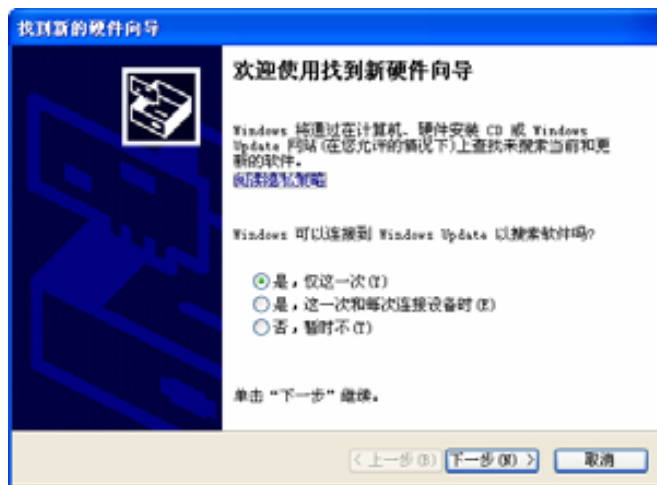 找到新的硬件向导
欢迎使用找到新硬件向导
Windows 将通过在计算机、硬件安装 CD 或 Windows
Update 网站(在您允许的情况下)上查找来搜索当前和更
新的软件。
阅读隐私策略
Windows 可以连接到 Windows Update 以搜索软件吗?
是，仅这一次(Y)
是，这一次和每次连接设备时(E)
否，暂时不(T)
单击“下一步”继续。
< 上一步(B)
下一步(N) >
取消